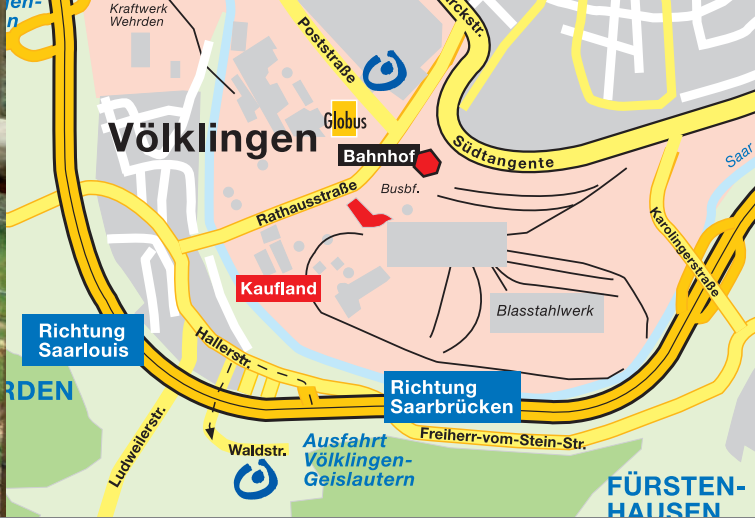 Kraftwerk
Wehrden
Poststraße
Globus
Völklingen
Bahnhof
Südtangente
Saar
Busbf.
Rathausstraße
Karolingerstraße
Kaufland
Blasstahlwerk
Richtung
Saarlouis
Hallerstr.
Richtung
Saarbrücken
RDEN
Freiherr-vom-Stein-Str.
Ludweilerstr.
Waldstr.
Ausfahrt
Völklingen-
Geislautern
FÜRSTEN-
HAUSEN